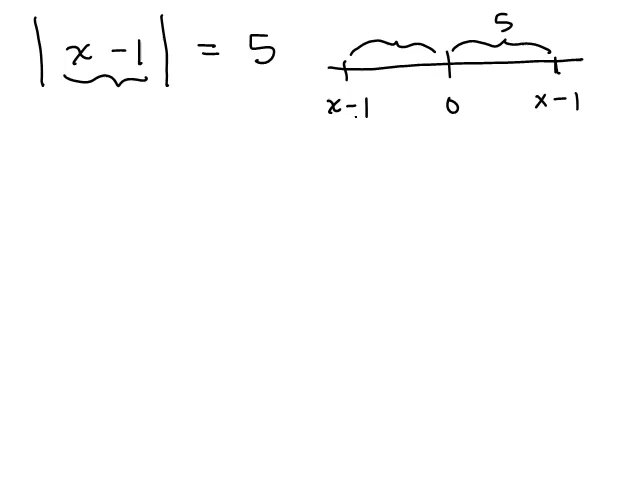 |x - 1| = 5
5
x - 1 0 x - 1